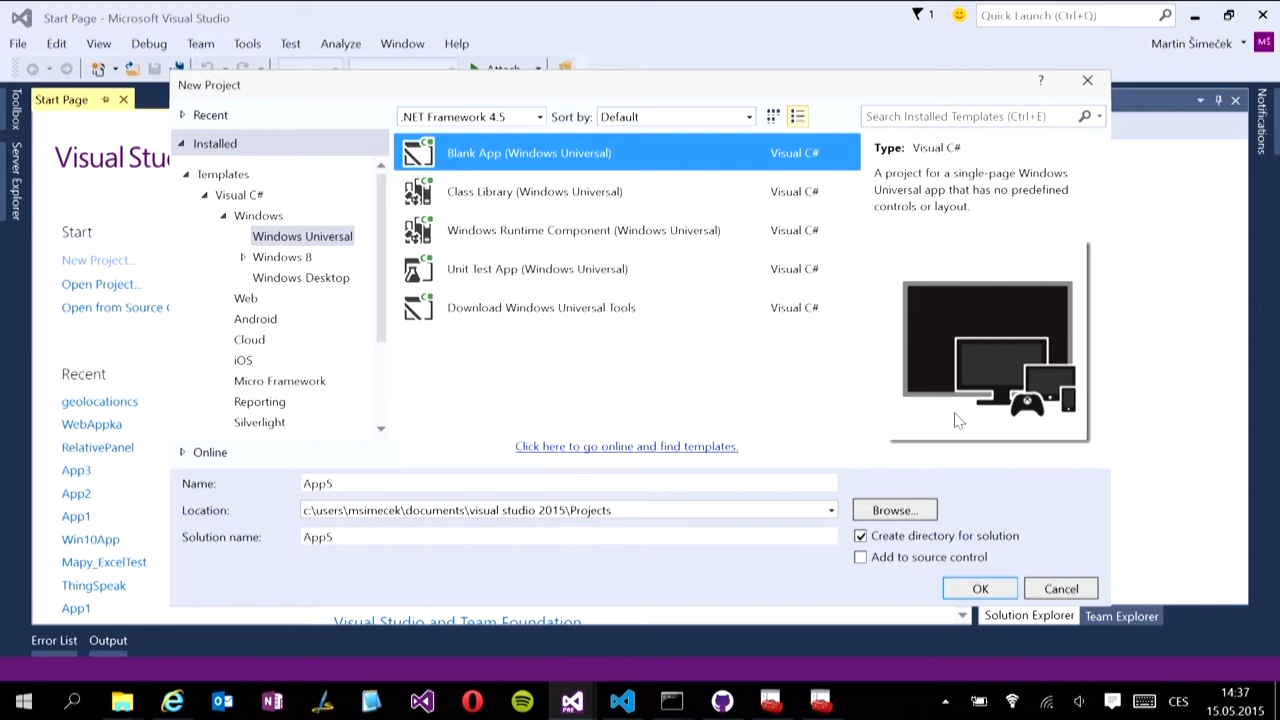 Start Page - Microsoft Visual Studio
1
Quick Launch (Ctrl+Q)
File Edit View Debug Team Tools Test Analyze Window Help
Martin Šimeček
MŠ
Attach
New Project
?
Start Page
Toolbox
Server Explorer
Notifications
Visual Stu
Start
New Project...
Open Project...
Open from Source C
Recent
geolocationcs
WebAppka
RelativePanel
App3
App2
App1
Win10App
Mapy_ExcelTest
ThingSpeak
App1
Recent
Installed
Templates
Visual C#
Windows
Windows Universal
Windows 8
Windows Desktop
Web
Android
Cloud
iOS
Micro Framework
Reporting
Silverlight
Online
.NET Framework 4.5
Sort by: Default
Search Installed Templates (Ctrl+E)
Blank App (Windows Universal) Visual C#
Class Library (Windows Universal) Visual C#
Windows Runtime Component (Windows Universal) Visual C#
Unit Test App (Windows Universal) Visual C#
Download Windows Universal Tools Visual C#
Click here to go online and find templates.
Type: Visual C#
A project for a single-page Windows
Universal app that has no predefined
controls or layout.
Name: App5
Location: c:\users\msimecek\documents\visual studio 2015\Projects
Browse...
Solution name: App5
Create directory for solution
Add to source control
OK Cancel
Visual Studio and Team Foundation
Solution Explorer Team Explorer
Error List Output
CES
14:37
15.05.2015